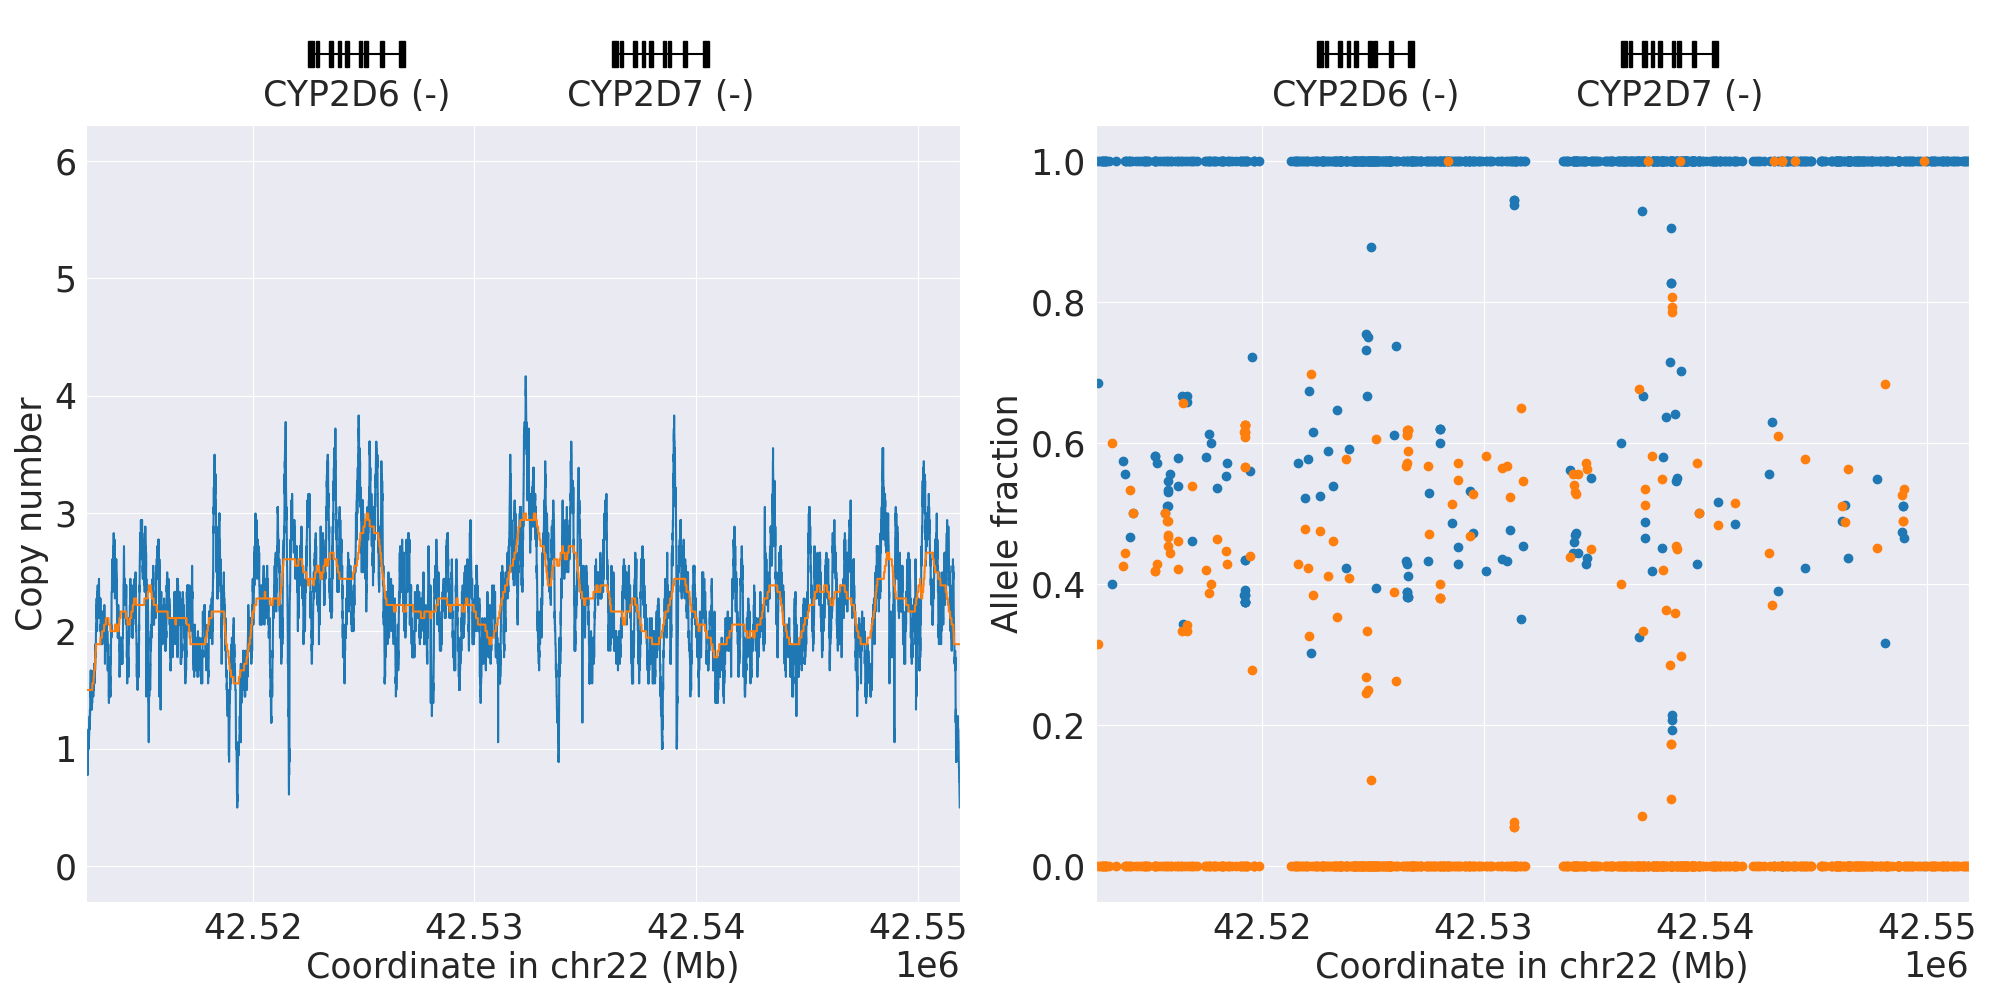 CYP2D6 (-) CYP2D7 (-)
6
5
4
3
2
1
0
Copy number
42.52 42.53 42.54 42.55
Coordinate in chr22 (Mb)
1e6
CYP2D6 (-) CYP2D7 (-)
1.0
0.8
0.6
0.4
0.2
0.0
Allele fraction
42.52 42.53 42.54 42.55
Coordinate in chr22 (Mb)
1e6